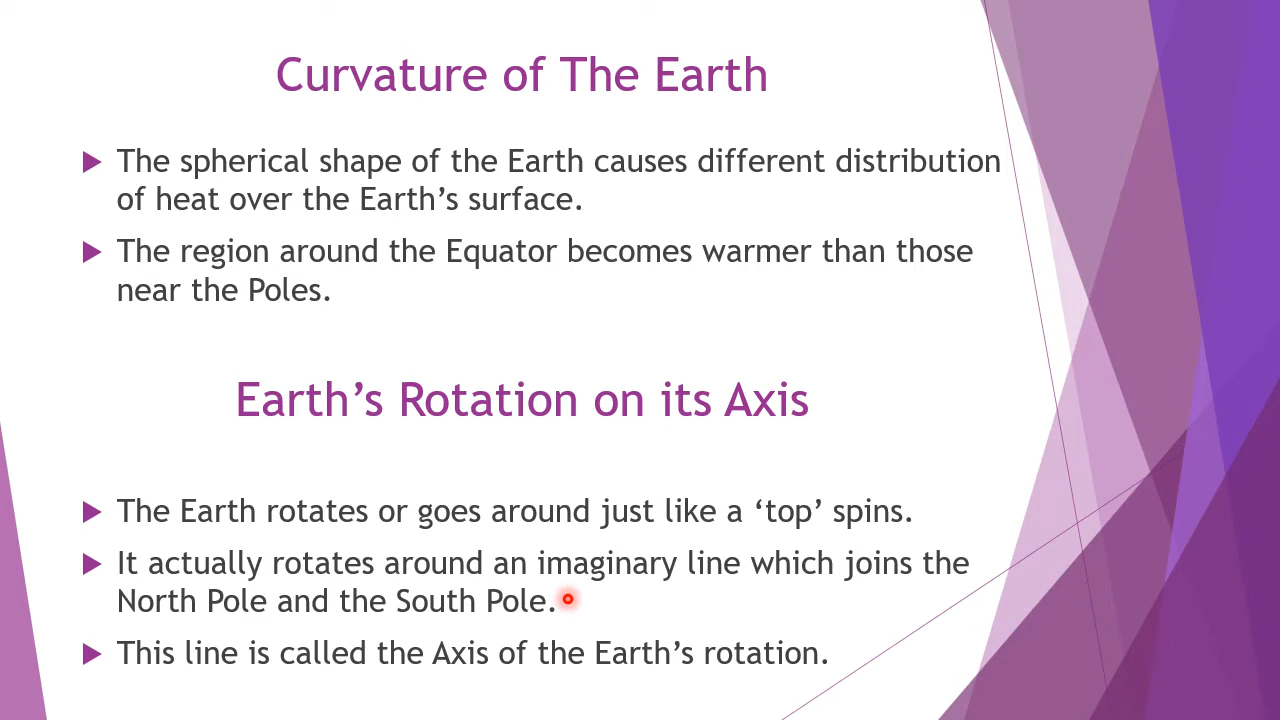 Curvature of The Earth
The spherical shape of the Earth causes different distribution
of heat over the Earth’s surface.
The region around the Equator becomes warmer than those
near the Poles.
Earth’s Rotation on its Axis
The Earth rotates or goes around just like a ‘top’ spins.
It actually rotates around an imaginary line which joins the
North Pole and the South Pole.
This line is called the Axis of the Earth’s rotation.